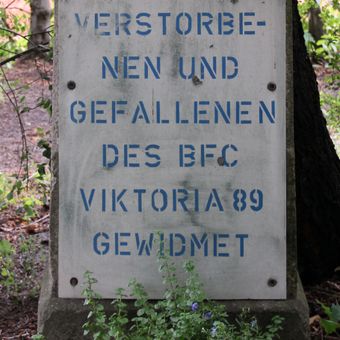 VERSTORBE-
NEN UND
GEFALLENEN
DES BFC
VIKTORIA 89
GEWIDMET